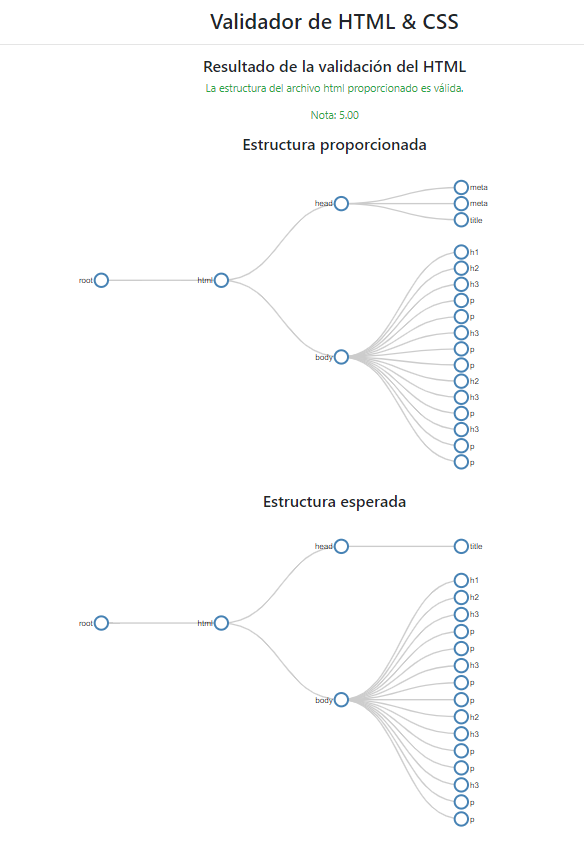 Validador de HTML & CSS
Resultado de la validación del HTML
La estructura del archivo html proporcionado es válida.
Nota: 5.00
Estructura proporcionada
root
html
head
meta
meta
title
body
h1
h2
h3
p
p
h3
p
p
h2
h3
p
h3
p
p
Estructura esperada
root
html
head
title
body
h1
h2
h3
p
p
h3
p
p
h2
h3
p
p
h3
p
p